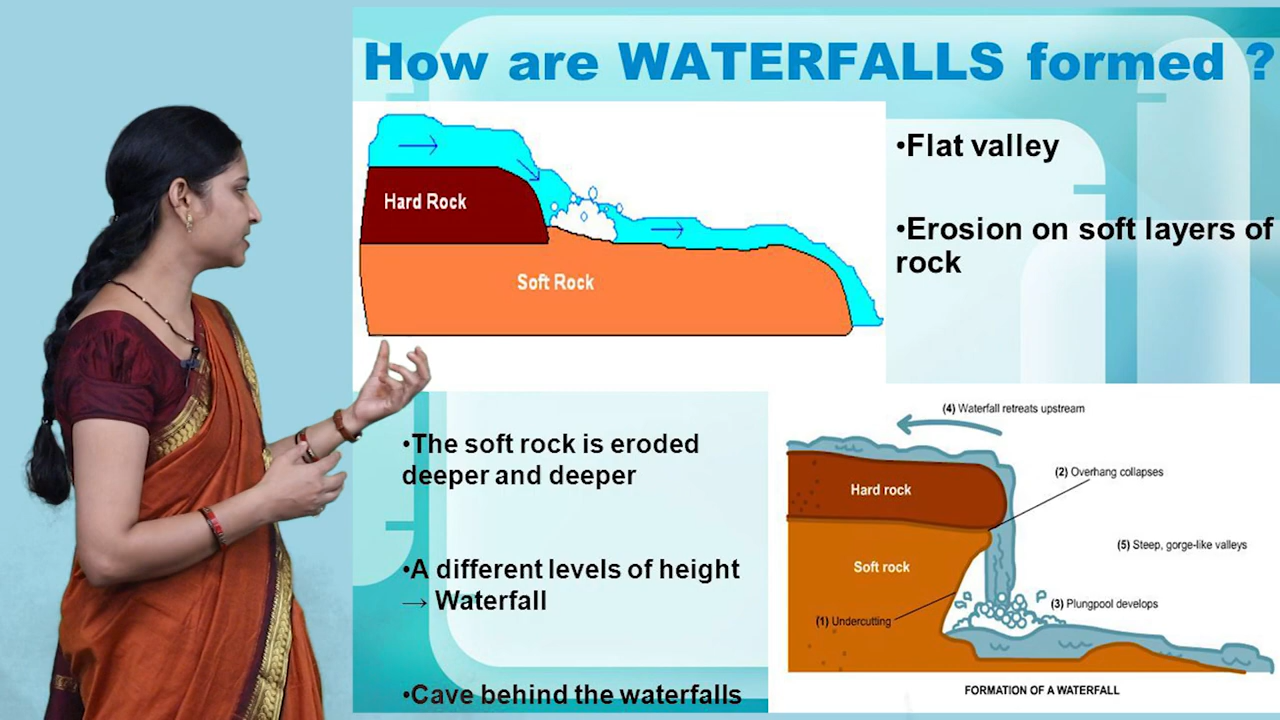 How are WATERFALLS formed ?
Hard Rock
Soft Rock
•Flat valley
•Erosion on soft layers of
rock
•The soft rock is eroded
deeper and deeper
•A different levels of height
→ Waterfall
•Cave behind the waterfalls
(4) Waterfall retreats upstream
(2) Overhang collapses
Hard rock
(5) Steep, gorge-like valleys
Soft rock
(3) Plungpool develops
(1) Undercutting
FORMATION OF A WATERFALL